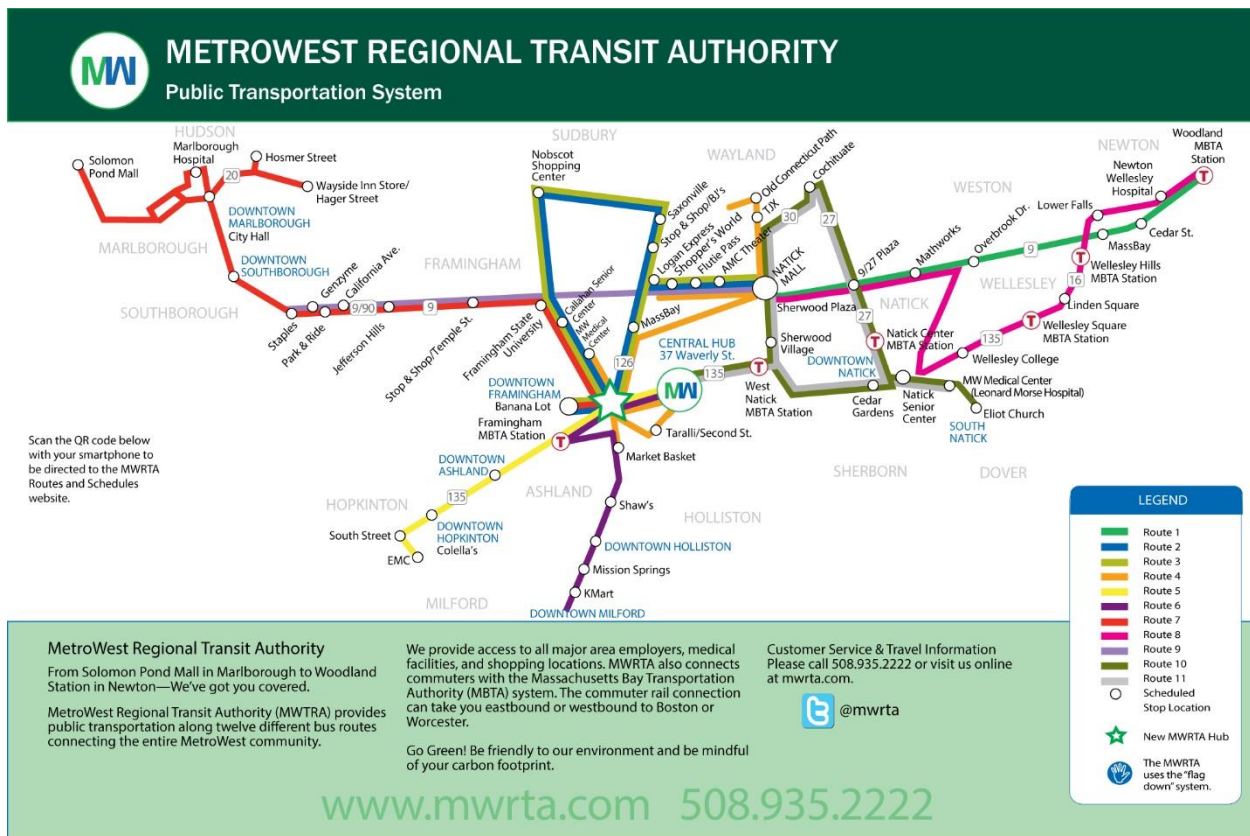 MW
METROWEST REGIONAL TRANSIT AUTHORITY
Public Transportation System
HUDSON
Marlborough
Hospital
Solomon
Pond Mall
20
Hosmer Street
Wayside Inn Store/
Hager Street
DOWNTOWN
MARLBOROUGH
City Hall
MARLBOROUGH
DOWNTOWN
SOUTHBOROUGH
SOUTHBOROUGH
Staples
Genzyme
Park & Ride
California Ave.
9/90
Jefferson Hills
9
Stop & Shop/Temple St.
FRAMINGHAM
Framingham State
University
SUDBURY
Nobscot
Shopping
Center
Callahan Senior
Center
MW
Medical
Center
Saxonville
Stop & Shop/BJ's
Logan Express
Shopper's World
Flutie Pass
AMC Theater
MassBay
126
WAYLAND
Old Connecticut Path
TJX
NATICK
MALL
30
Cochituate
27
9/27 Plaza
Mathworks
Overbrook Dr.
9
WESTON
NEWTON
Woodland
MBTA
Station
T
Newton
Wellesley
Hospital
Lower Falls
Cedar St.
MassBay
T
Wellesley Hills
MBTA Station
WELLESLEY
16
Linden Square
T
Wellesley Square
MBTA Station
135
Wellesley College
Sherwood Plaza
NATICK
27
T
Natick Center
MBTA Station
Sherwood
Village
DOWNTOWN
NATICK
CENTRAL HUB
37 Waverly St.
MW
135
T
West
Natick
MBTA Station
Cedar
Gardens
Natick
Senior
Center
MW Medical Center
(Leonard Morse Hospital)
Eliot Church
SOUTH
NATICK
DOWNTOWN
FRAMINGHAM
Banana Lot
Framingham
MBTA Station
T
Taralli/Second St.
Market Basket
SHERBORN
DOVER
Scan the QR code below
with your smartphone to
be directed to the MWRTA
Routes and Schedules
website.
DOWNTOWN
ASHLAND
ASHLAND
135
HOPKINTON
South Street
DOWNTOWN
HOPKINTON
Colella's
EMC
Shaw's
HOLLISTON
DOWNTOWN HOLLISTON
Mission Springs
KMart
MILFORD
DOWNTOWN MILFORD
LEGEND
Route 1
Route 2
Route 3
Route 4
Route 5
Route 6
Route 7
Route 8
Route 9
Route 10
Route 11
Scheduled
Stop Location
New MWRTA Hub
The MWRTA
uses the “flag
down” system.
MetroWest Regional Transit Authority
From Solomon Pond Mall in Marlborough to Woodland
Station in Newton—We’ve got you covered.
MetroWest Regional Transit Authority (MWTRA) provides
public transportation along twelve different bus routes
connecting the entire MetroWest community.
We provide access to all major area employers, medical
facilities, and shopping locations. MWRTA also connects
commuters with the Massachusetts Bay Transportation
Authority (MBTA) system. The commuter rail connection
can take you eastbound or westbound to Boston or
Worcester.
Go Green! Be friendly to our environment and be mindful
of your carbon footprint.
Customer Service & Travel Information
Please call 508.935.2222 or visit us online
at mwrta.com.
@mwrta
www.mwrta.com 508.935.2222